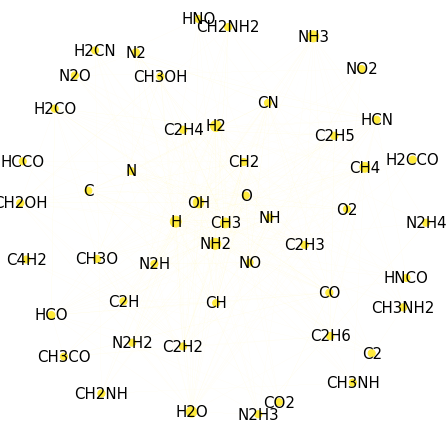 HNO
CH2NH2
NH3
H2CN
N2
NO2
N2O
CH3OH
CN
H2CO
HCN
C2H4
H2
C2H5
HCCO
CH2
H2CCO
CH4
N
C
CH2OH
OH
O
O2
H
CH3
NH
N2H4
NH2
C2H3
C4H2
CH3O
N2H
NO
HNCO
CO
C2H
CH
CH3NH2
HCO
C2H6
N2H2
C2H2
C2
CH3CO
CH3NH
CH2NH
CO2
H2O
N2H3